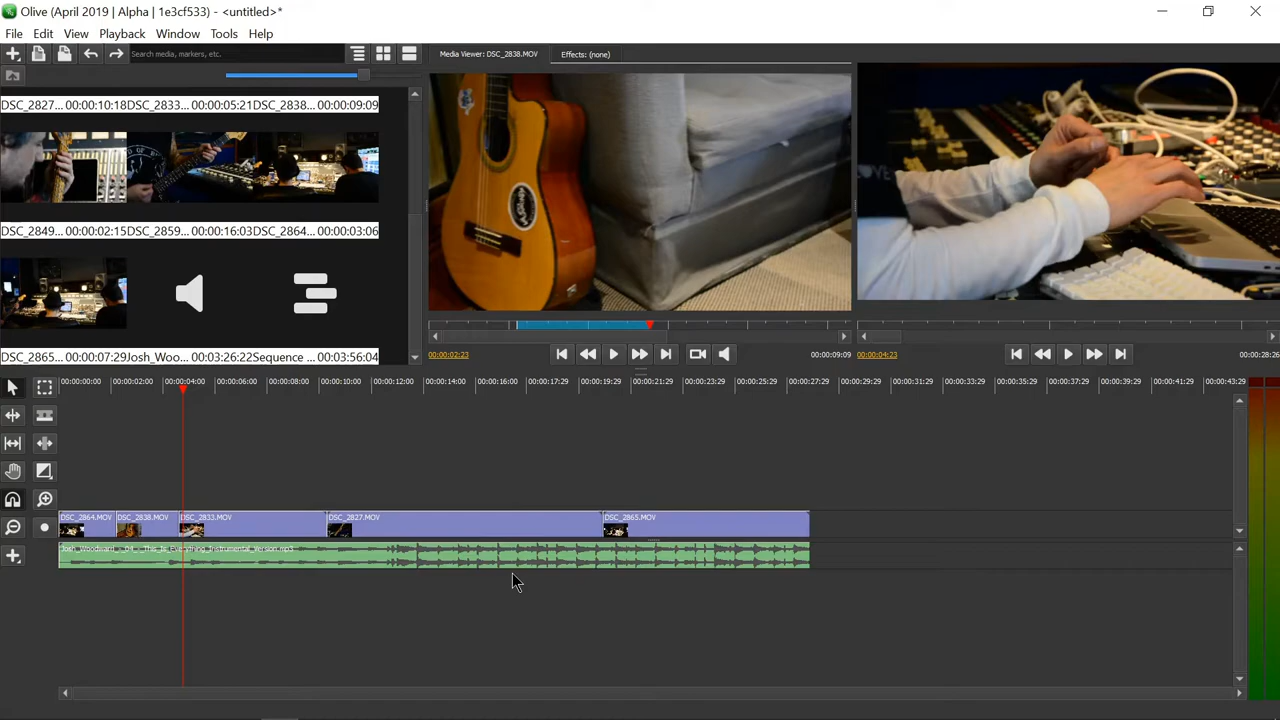 Olive (April 2019 | Alpha | 1e3cf533) - <untitled>*
File Edit View Playback Window Tools Help
Search media, markers, etc.
Media Viewer: DSC_2838.MOV
Effects: (none)
DSC_2827... 00:00:10:18 DSC_2833... 00:00:05:21 DSC_2838... 00:00:09:09
DSC_2849... 00:00:02:15 DSC_2859... 00:00:16:03 DSC_2864... 00:00:03:06
DSC_2865... 00:00:07:29 Josh_Woo... 00:03:26:22 Sequence ... 00:03:56:04
00:00:02:23
00:00:09:09
00:00:04:23
00:00:28:26
00:00:00:00 00:00:02:00 00:00:04:00 00:00:06:00 00:00:08:00 00:00:10:00 00:00:12:00 00:00:14:00 00:00:16:00 00:00:17:29 00:00:19:29 00:00:21:29 00:00:23:29 00:00:25:29 00:00:27:29 00:00:29:29 00:00:31:29 00:00:33:29 00:00:35:29 00:00:37:29 00:00:39:29 00:00:41:29 00:00:43:29
DSC_2864.MOV DSC_2838.MOV DSC_2833.MOV DSC_2827.MOV DSC_2865.MOV
Josh_Woodward_-_04_-_This_Is_Everything_Instrumental_Version.mp3